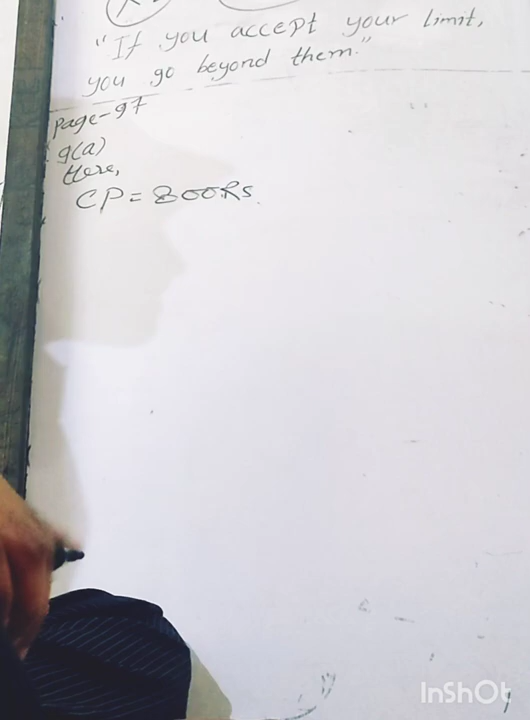 "If you accept your limit,
you go beyond them."
Page-97
9(a)
Here,
CP = 800Rs.
InShOt